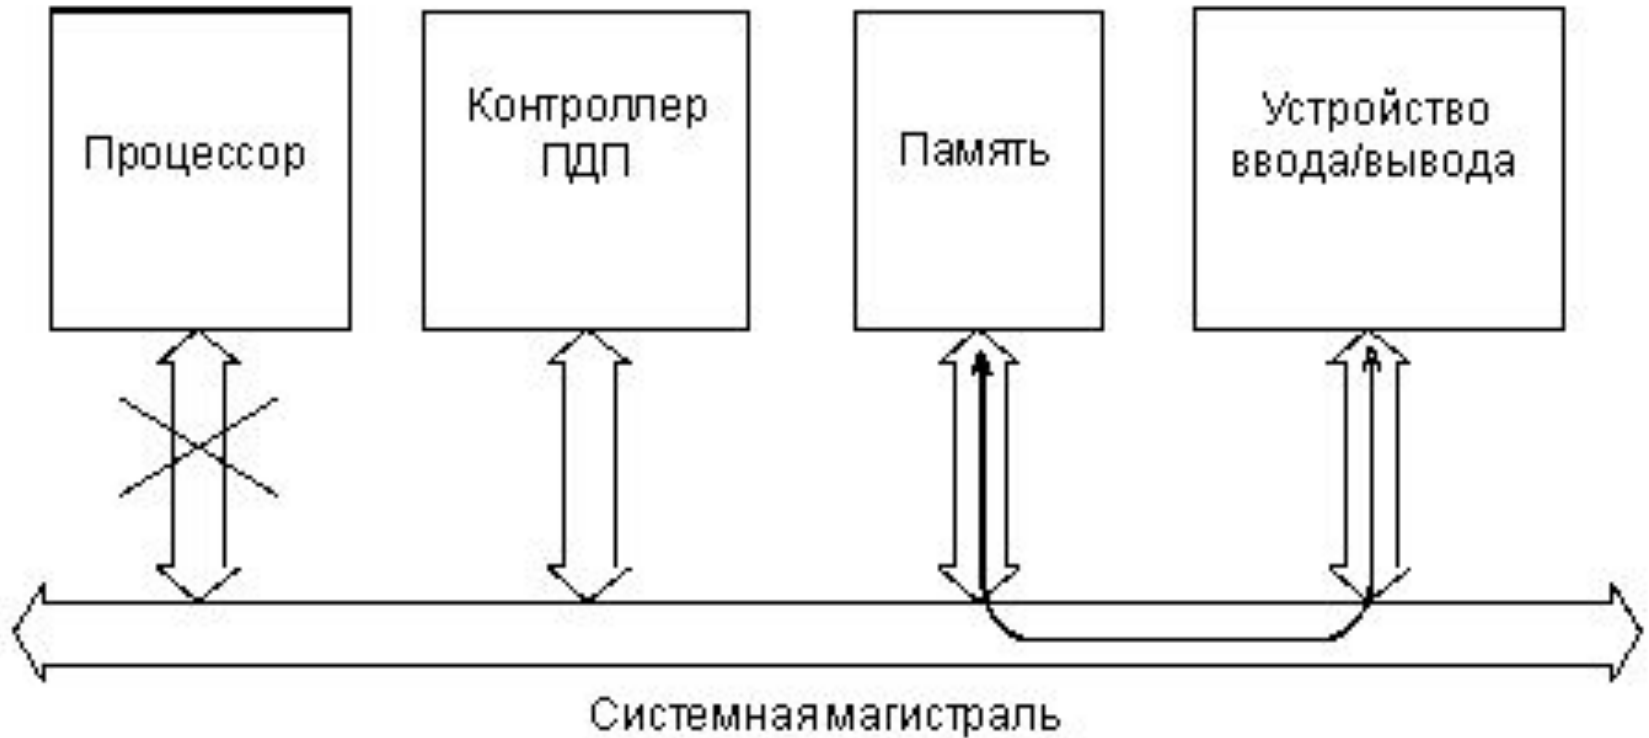 Процессор
Контроллер
ПДП
Память
Устройство
ввода/вывода
Системная магистраль